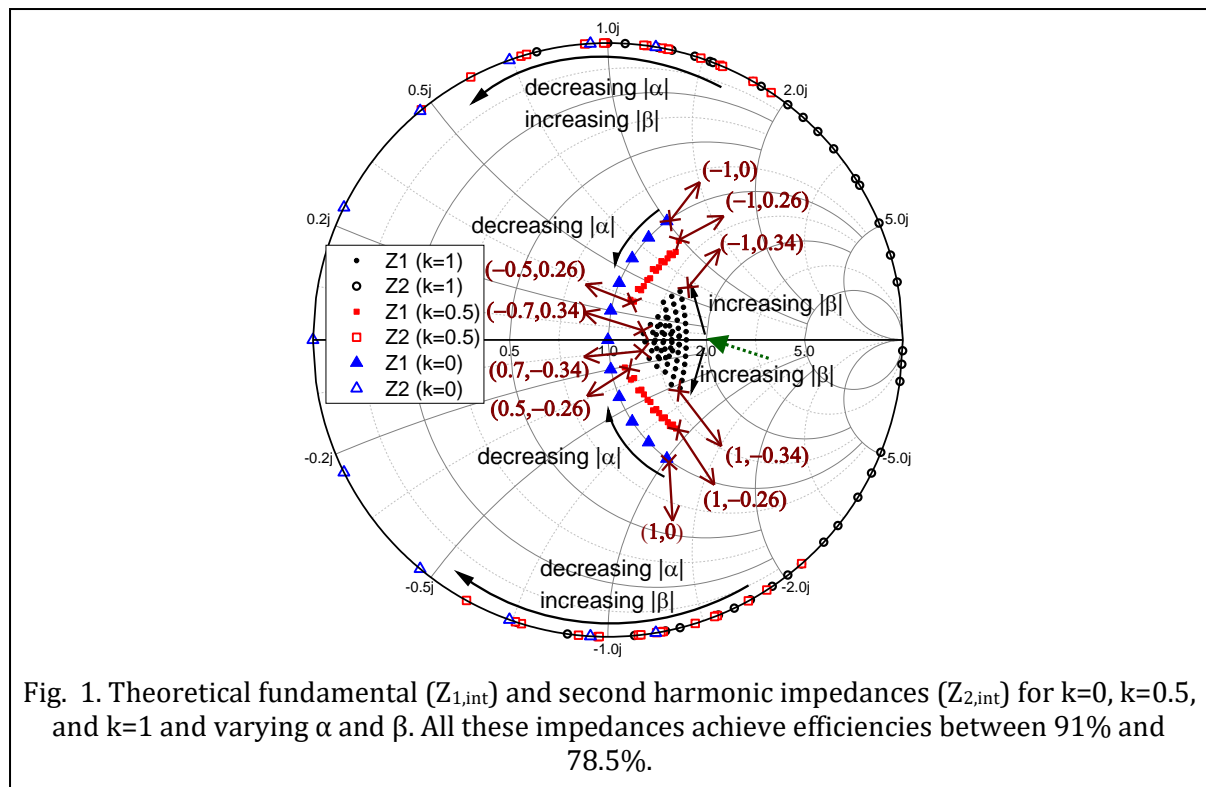 1.0j
0.5j
2.0j
decreasing |α|
increasing |β|
(−1,0)
(−1,0.26)
0.2j
5.0j
decreasing |α|
(−1,0.34)
Z1 (k=1)
Z2 (k=1)
Z1 (k=0.5)
Z2 (k=0.5)
Z1 (k=0)
Z2 (k=0)
(−0.5,0.26)
(−0.7,0.34)
increasing |β|
0.5
1.0
2.0
5.0
(0.7,−0.34)
increasing |β|
(0.5,−0.26)
-0.2j
-5.0j
decreasing |α|
(1,−0.34)
(1,−0.26)
(1,0)
decreasing |α|
increasing |β|
-0.5j
-2.0j
-1.0j
Fig. 1. Theoretical fundamental (Z1,int) and second harmonic impedances (Z2,int) for k=0, k=0.5,
and k=1 and varying α and β. All these impedances achieve efficiencies between 91% and
78.5%.